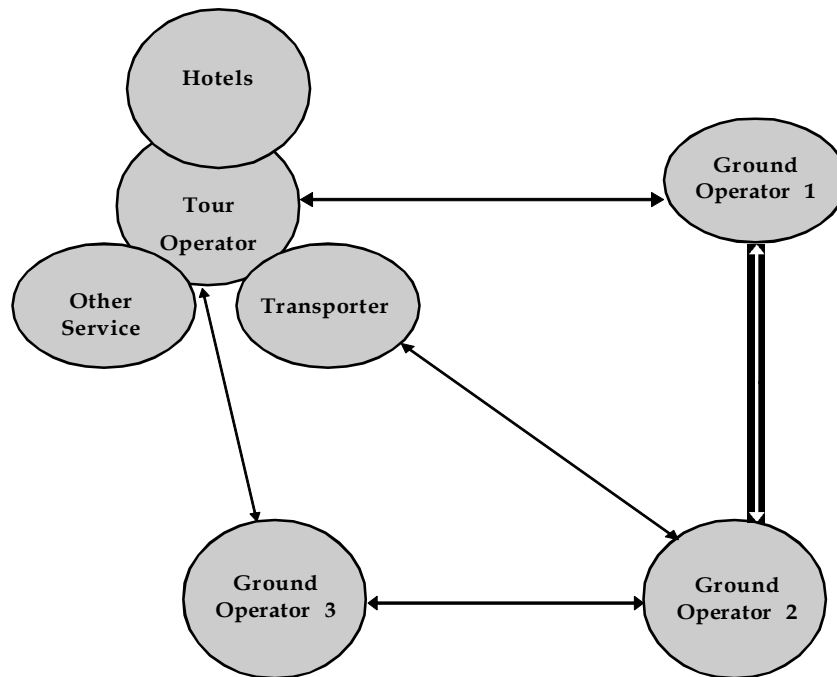 Hotels
Ground
Operator 1
Tour
Operator
Other
Service
Transporter
Ground
Operator 3
Ground
Operator 2